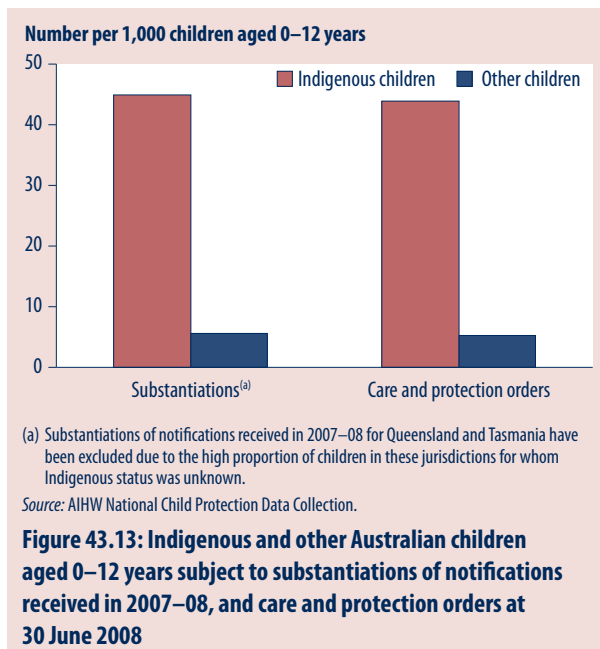 Number per 1,000 children aged 0–12 years
50
Indigenous children
Other children
40
30
20
10
0
Substantiations(a)
Care and protection orders
(a) Substantiations of notifications received in 2007–08 for Queensland and Tasmania have
been excluded due to the high proportion of children in these jurisdictions for whom
Indigenous status was unknown.
Source: AIHW National Child Protection Data Collection.
Figure 43.13: Indigenous and other Australian children
aged 0–12 years subject to substantiations of notifications
received in 2007–08, and care and protection orders at
30 June 2008